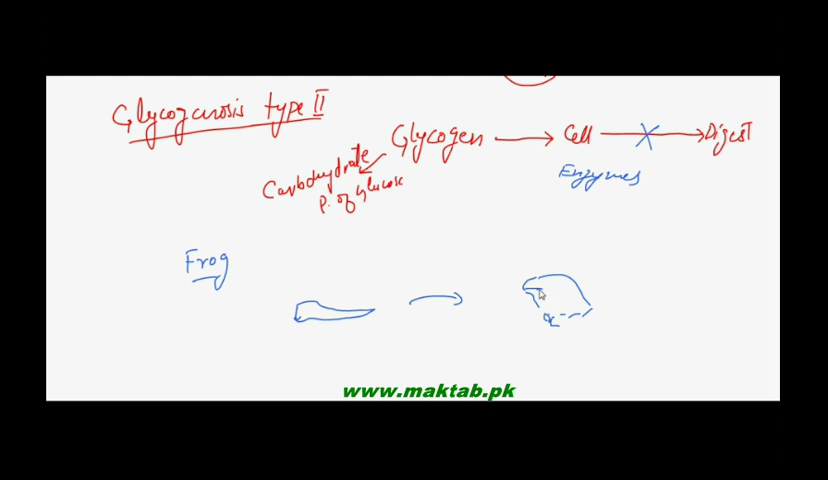 Glycogenosis type II
Glycogen → Cell → Digest
Enzymes
Carbohydrate
P. of Glucose
Frog
www.maktab.pk